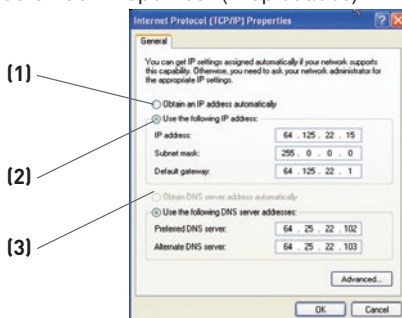 Internet Protocol (TCP/IP) Properties
General
You can get IP settings assigned automatically if your network supports
this capability. Otherwise, you need to ask your network administrator for
the appropriate IP settings.
(1)
Obtain an IP address automatically
Use the following IP address:
(2)
IP address: 64 . 125 . 22 . 15
Subnet mask: 255 . 0 . 0 . 0
Default gateway: 64 . 125 . 22 . 1
Obtain DNS server address automatically
(3)
Use the following DNS server addresses:
Preferred DNS server: 64 . 25 . 22 . 102
Alternate DNS server: 64 . 25 . 22 . 103
Advanced...
OK Cancel